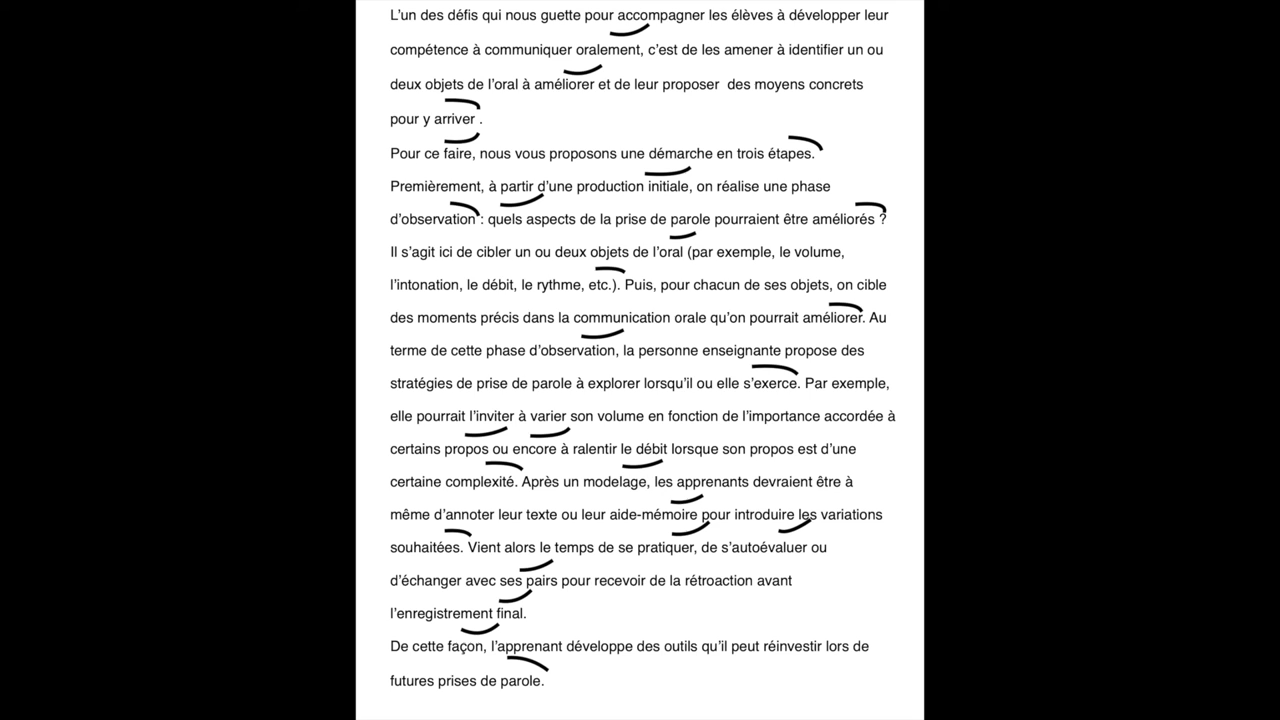 L’un des défis qui nous guette pour accompagner les élèves à développer leur
compétence à communiquer oralement, c’est de les amener à identifier un ou
deux objets de l’oral à améliorer et de leur proposer  des moyens concrets
pour y arriver .
Pour ce faire, nous vous proposons une démarche en trois étapes.
Premièrement, à partir d’une production initiale, on réalise une phase
d’observation : quels aspects de la prise de parole pourraient être améliorés ?
Il s’agit ici de cibler un ou deux objets de l’oral (par exemple, le volume,
l’intonation, le débit, le rythme, etc.). Puis, pour chacun de ses objets, on cible
des moments précis dans la communication orale qu’on pourrait améliorer. Au
terme de cette phase d’observation, la personne enseignante propose des
stratégies de prise de parole à explorer lorsqu’il ou elle s’exerce. Par exemple,
elle pourrait l’inviter à varier son volume en fonction de l’importance accordée à
certains propos ou encore à ralentir le débit lorsque son propos est d’une
certaine complexité. Après un modelage, les apprenants devraient être à
même d’annoter leur texte ou leur aide-mémoire pour introduire les variations
souhaitées. Vient alors le temps de se pratiquer, de s’autoévaluer ou
d’échanger avec ses pairs pour recevoir de la rétroaction avant
l’enregistrement final.
De cette façon, l’apprenant développe des outils qu’il peut réinvestir lors de
futures prises de parole.